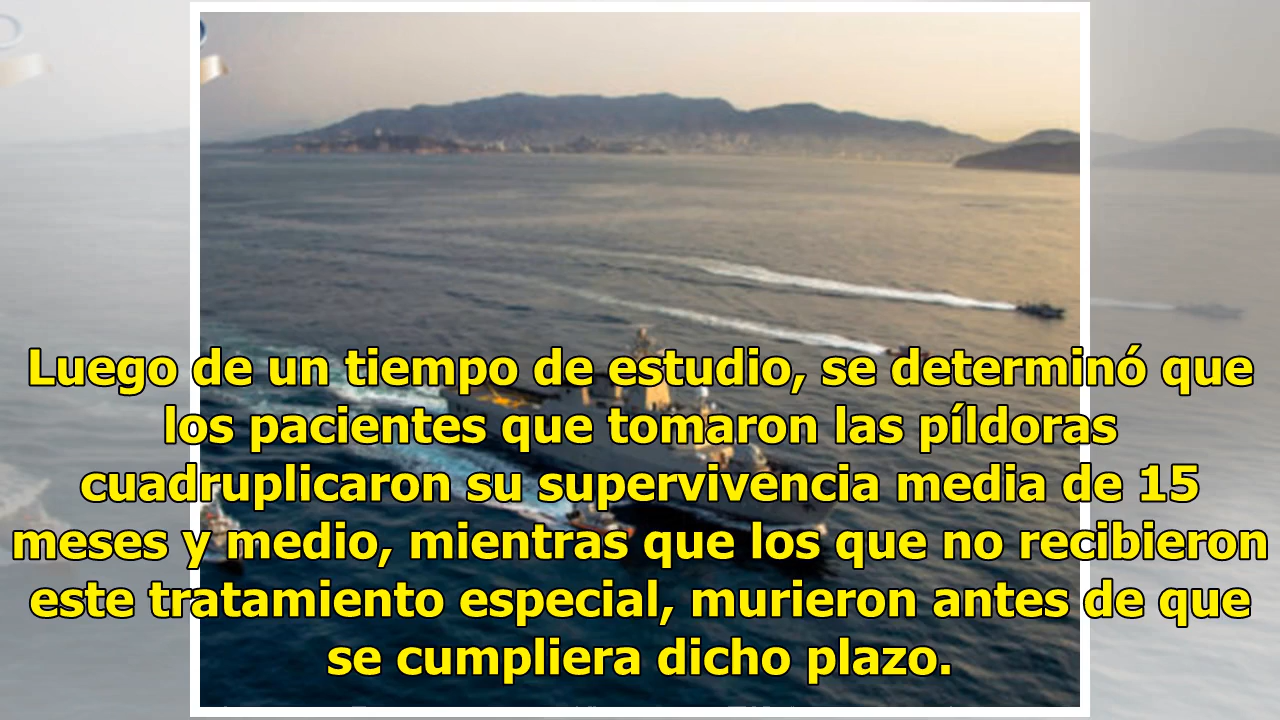 Luego de un tiempo de estudio, se determinó que
los pacientes que tomaron las píldoras
cuadruplicaron su supervivencia media de 15
meses y medio, mientras que los que no recibieron
este tratamiento especial, murieron antes de que
se cumpliera dicho plazo.